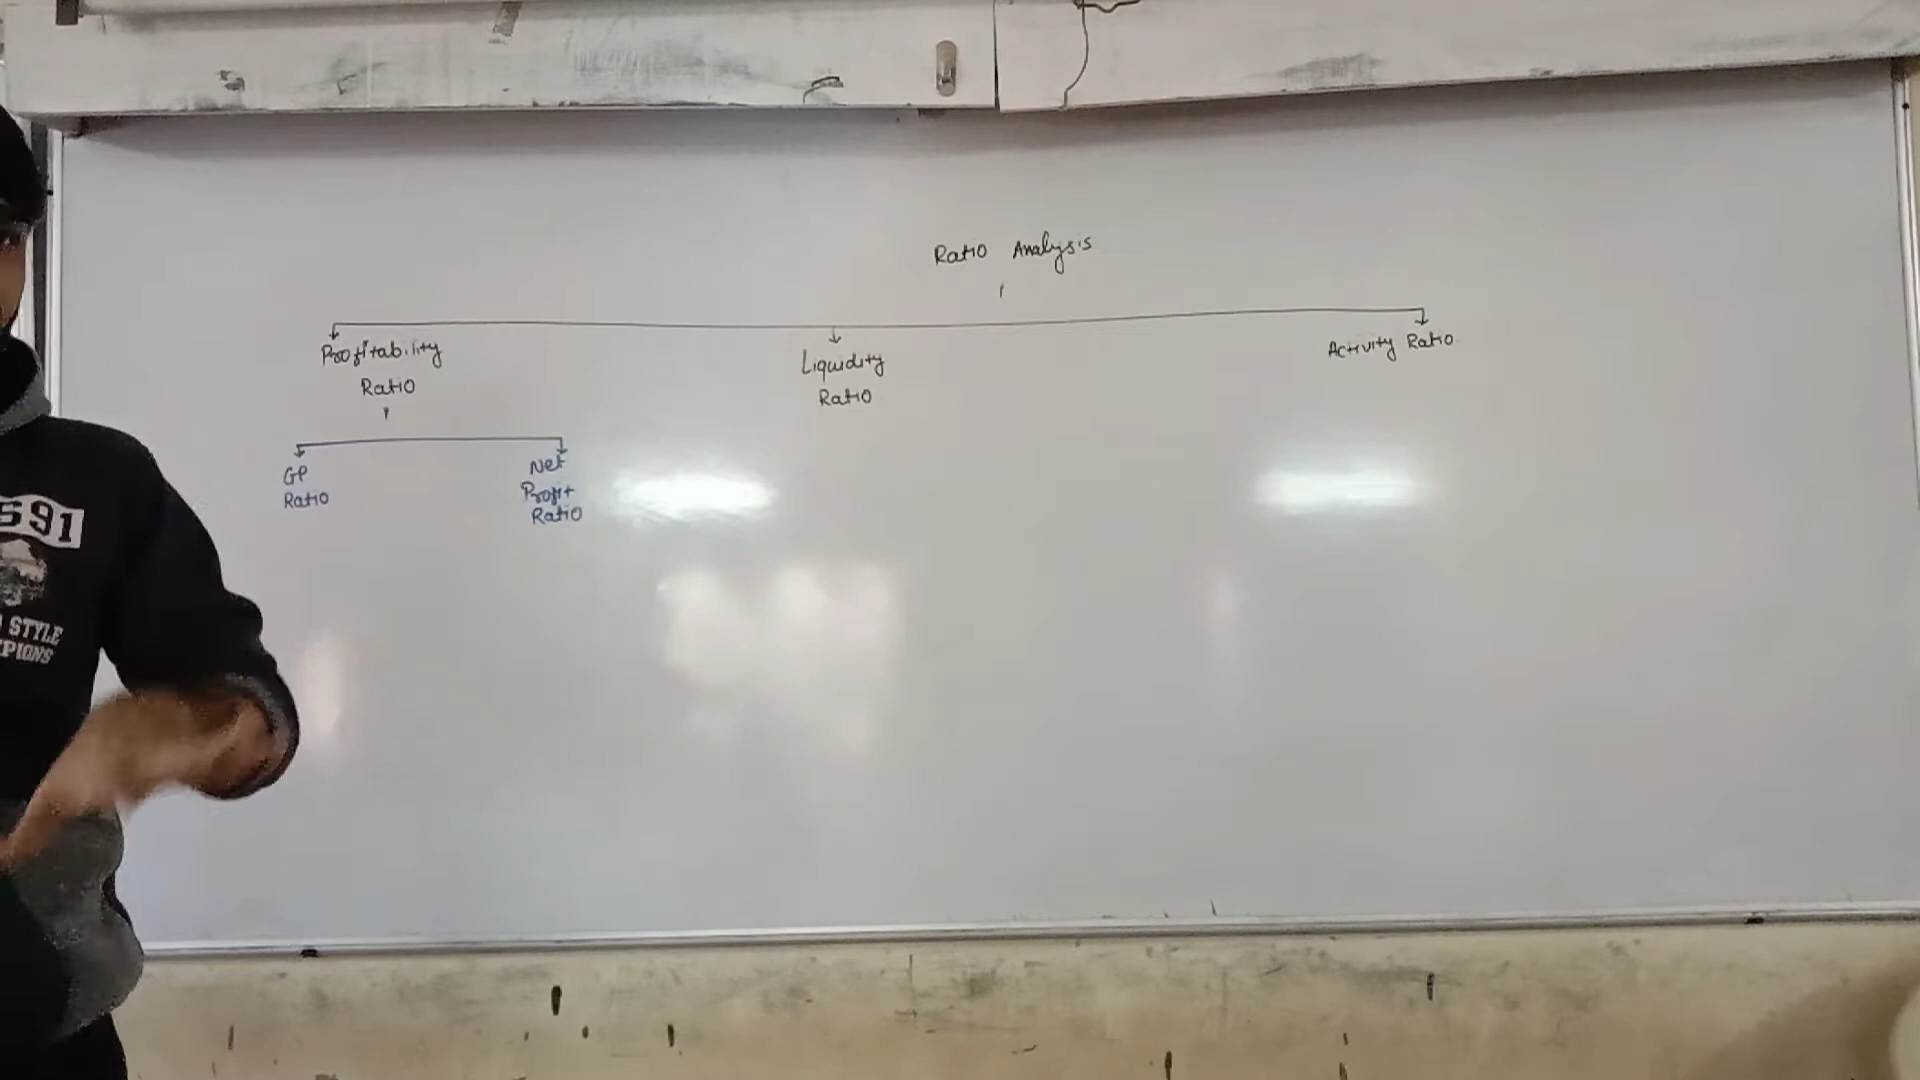 Ratio Analysis
Profitability
Ratio
Liquidity
Ratio
Activity Ratio
GP
Ratio
Net
Profit
Ratio
591
STYLE